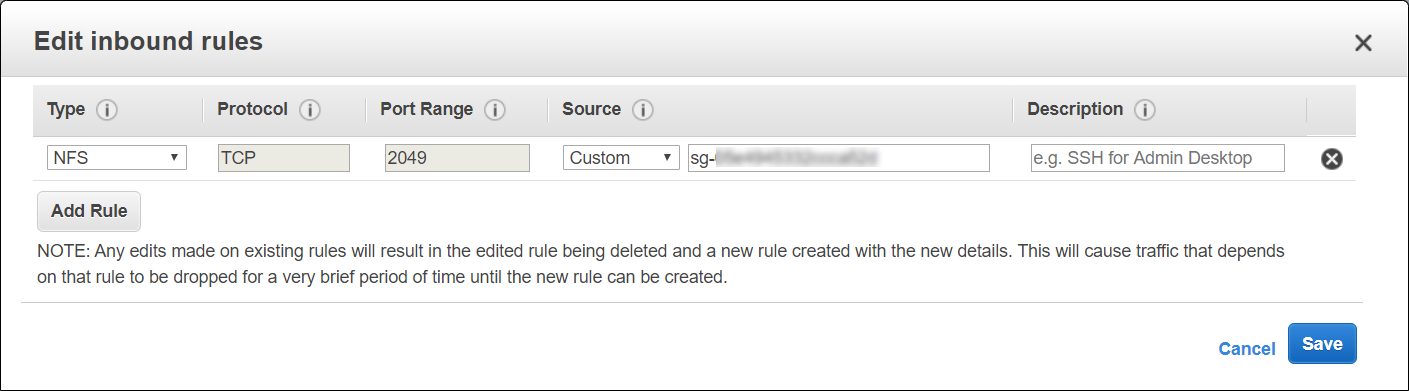 Edit inbound rules
Type Protocol Port Range Source Description
NFS TCP 2049 Custom sg- e.g. SSH for Admin Desktop
Add Rule
NOTE: Any edits made on existing rules will result in the edited rule being deleted and a new rule created with the new details. This will cause traffic that depends
on that rule to be dropped for a very brief period of time until the new rule can be created.
Cancel Save